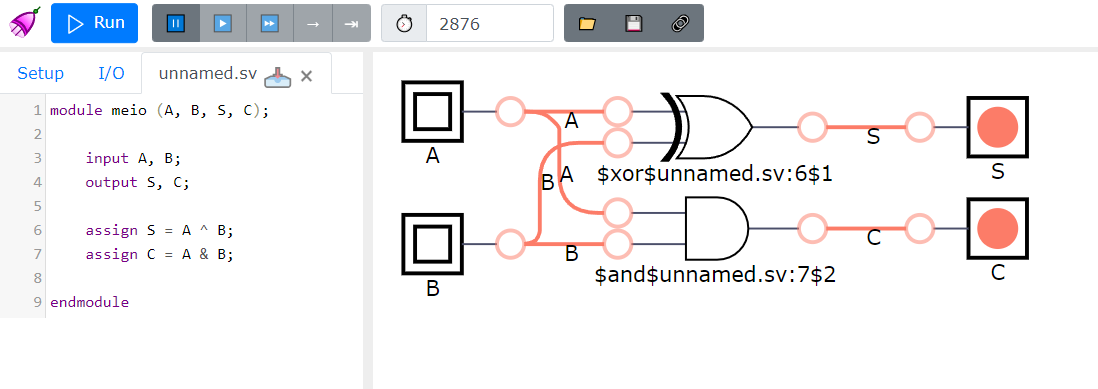 Run
2876
Setup I/O unnamed.sv
1 module meio (A, B, S, C);
2
3 input A, B;
4 output S, C;
5
6 assign S = A ^ B;
7 assign C = A & B;
8
9 endmodule
A
A
S
S
$xor$unnamed.sv:6$1
B
A
B
B
C
C
$and$unnamed.sv:7$2